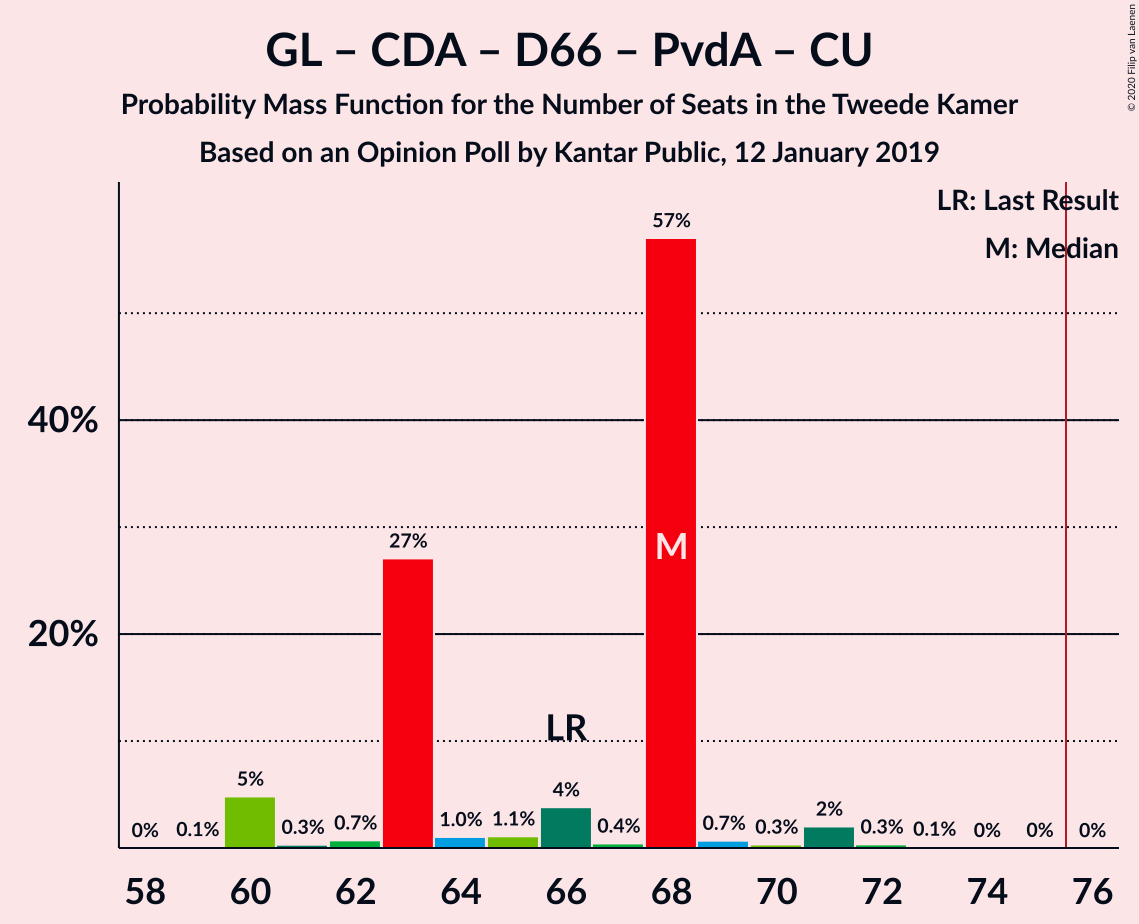 GL – CDA – D66 – PvdA – CU
Probability Mass Function for the Number of Seats in the Tweede Kamer
Based on an Opinion Poll by Kantar Public, 12 January 2019
© 2020 Filip van Laenen
LR: Last Result
M: Median
57%
40%
27%
M
20%
LR
5%
4%
2%
0%
0.1%
0.3%
0.7%
1.0%
1.1%
0.4%
0.7%
0.3%
0.3%
0.1%
0%
0%
0%
58 60 62 64 66 68 70 72 74 76